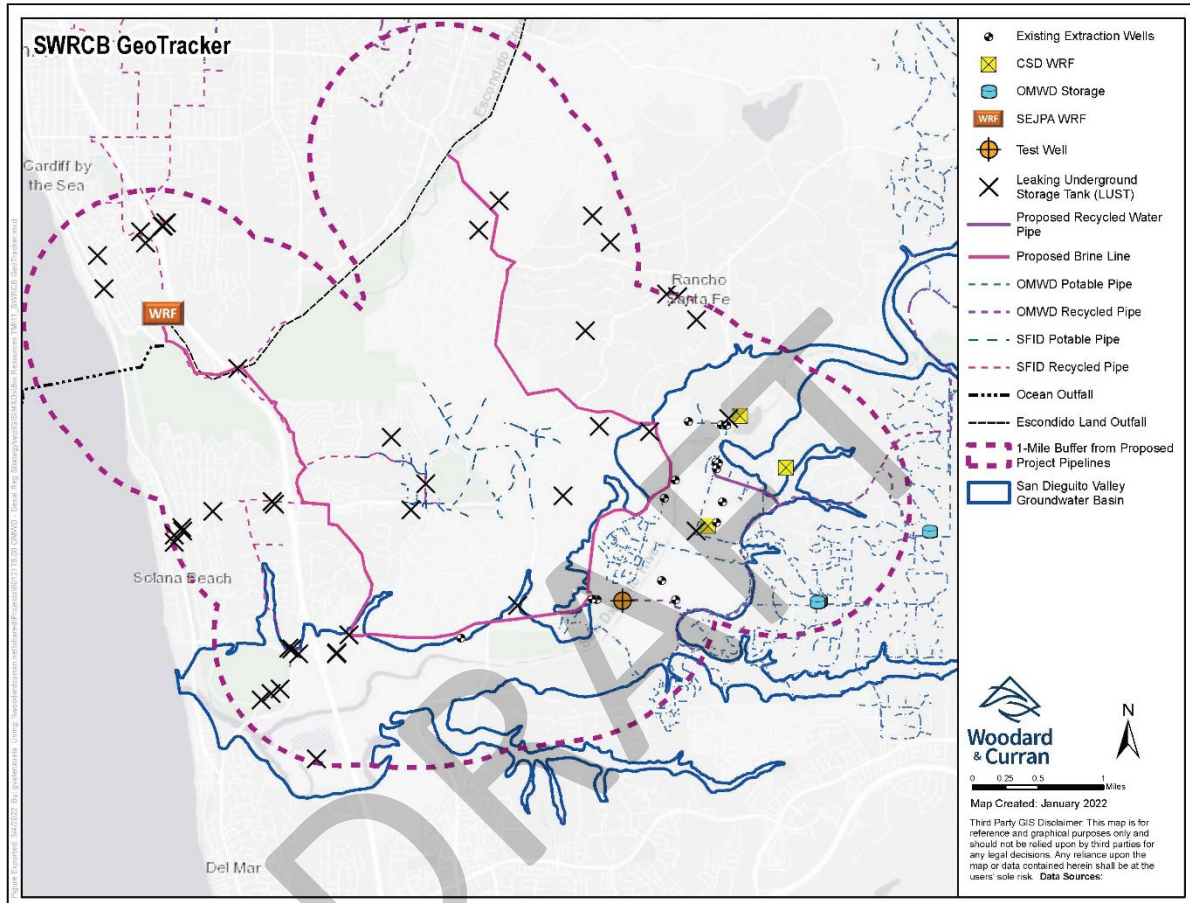 SWRCB GeoTracker
Cardiff by
the Sea
WRF
Rancho
Santa Fe
Solana Beach
Del Mar
DRAFT
Existing Extraction Wells
CSD WRF
OMWD Storage
WRF
SEJPA WRF
Test Well
Leaking Underground
Storage Tank (LUST)
Proposed Recycled Water
Pipe
Proposed Brine Line
OMWD Potable Pipe
OMWD Recycled Pipe
SFID Potable Pipe
SFID Recycled Pipe
Ocean Outfall
Escondido Land Outfall
1-Mile Buffer from Proposed
Project Pipelines
San Dieguito Valley
Groundwater Basin
Woodard
& Curran
N
0 0.25 0.5 1
Miles
Map Created: January 2022
Third Party GIS Disclaimer: This map is for
reference and graphical purposes only and
should not be relied upon by third parties for
any legal decisions. Any reliance upon the
map or data contained herein shall be at the
users' sole risk. Data Sources: